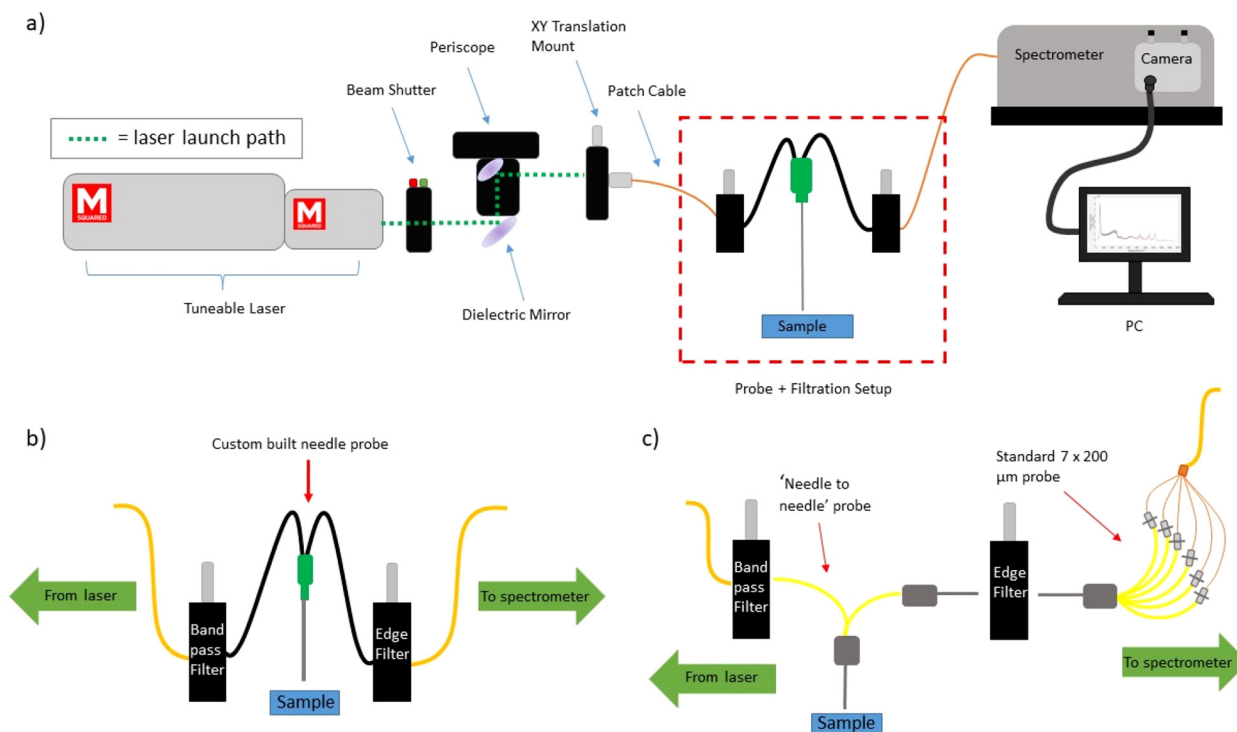 a)
XY Translation
Mount
Periscope
Beam Shutter
Patch Cable
Spectrometer
Camera
= laser launch path
M
SQUARED
M
SQUARED
Tuneable Laser
Dielectric Mirror
Sample
PC
Probe + Filtration Setup
b)
Custom built needle probe
From laser
Band
pass
Filter
Edge
Filter
To spectrometer
Sample
c)
Standard 7 x 200
μm probe
‘Needle to
needle’ probe
Band
pass
Filter
Edge
Filter
From laser
To spectrometer
Sample